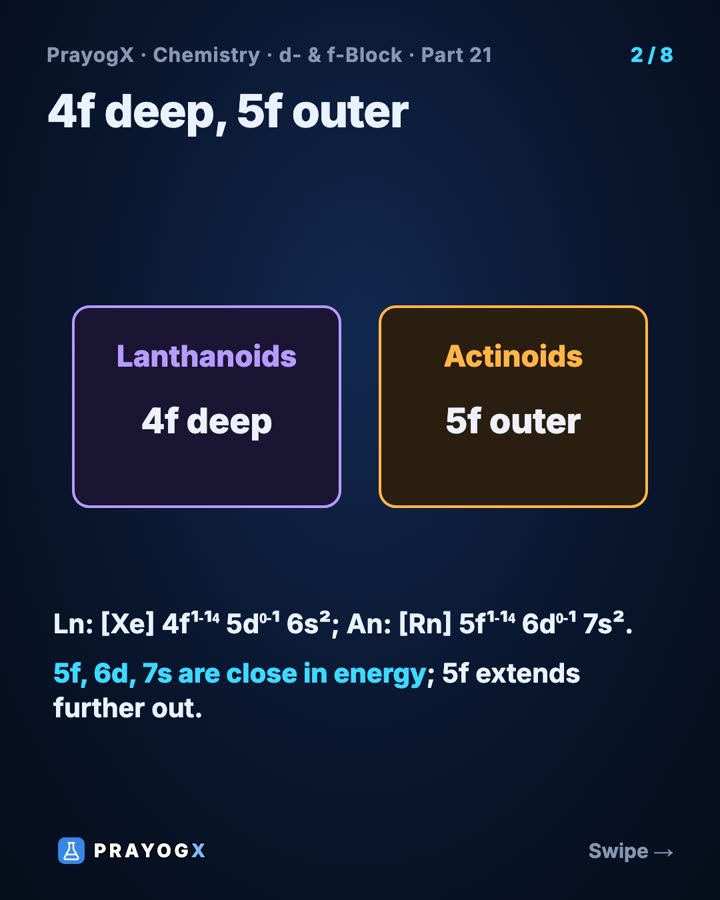 PrayogX · Chemistry · d- & f-Block · Part 21
2 / 8
4f deep, 5f outer
Lanthanoids
4f deep
Actinoids
5f outer
Ln: [Xe] 4f¹⁻¹⁴ 5d⁰⁻¹ 6s²; An: [Rn] 5f¹⁻¹⁴ 6d⁰⁻¹ 7s².
5f, 6d, 7s are close in energy; 5f extends
further out.
PRAYOGX
Swipe →